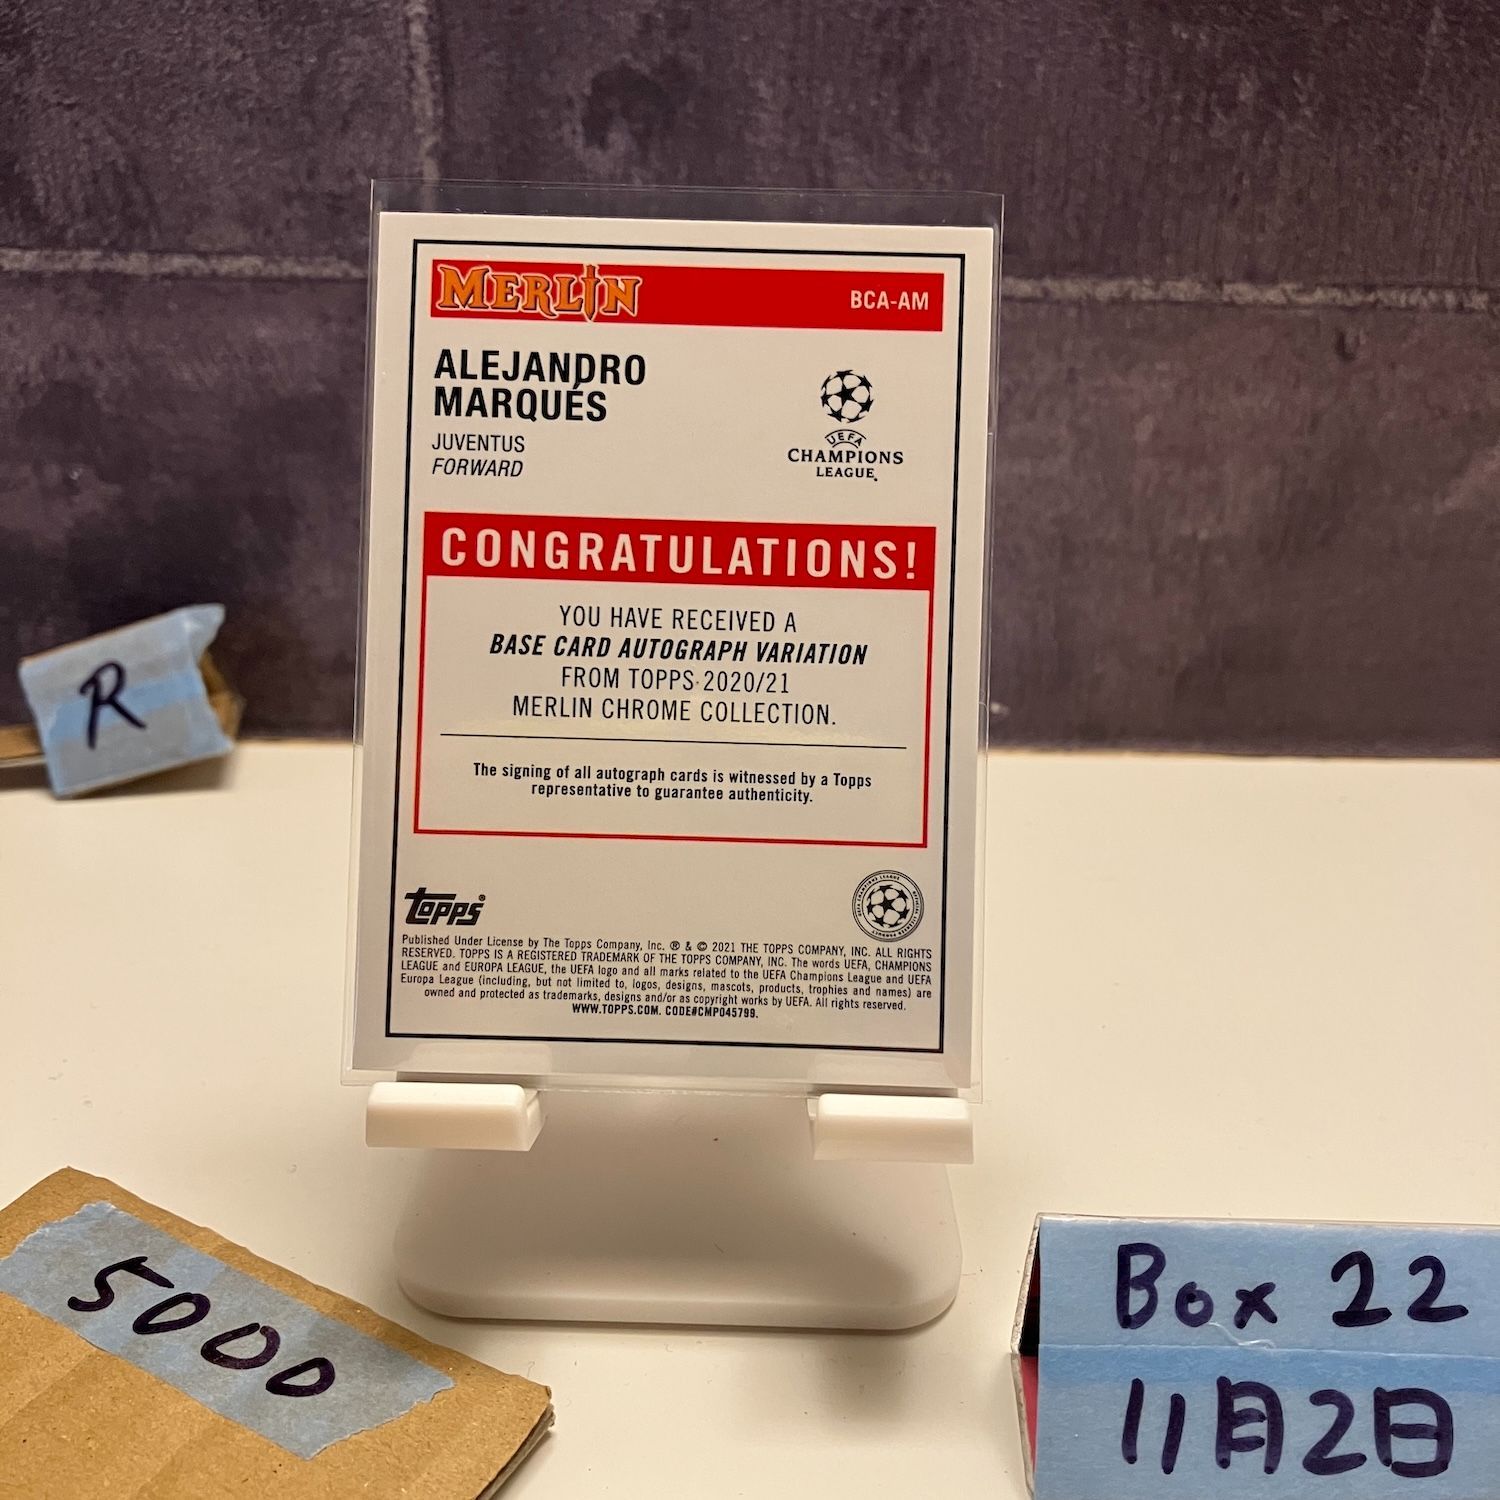 MERLIN
BCA-AM
ALEJANDRO
MARQUÉS
JUVENTUS
FORWARD
UEFA
CHAMPIONS
LEAGUE
CONGRATULATIONS!
YOU HAVE RECEIVED A
BASE CARD AUTOGRAPH VARIATION
FROM TOPPS 2020/21
MERLIN CHROME COLLECTION.
The signing of all autograph cards is witnessed by a Topps
representative to guarantee authenticity.
TOPPS®
Published Under License by The Topps Company, Inc. ® & © 2021 THE TOPPS COMPANY, INC. ALL RIGHTS
RESERVED. TOPPS IS A REGISTERED TRADEMARK OF THE TOPPS COMPANY, INC. The words UEFA, CHAMPIONS
LEAGUE and EUROPA LEAGUE, the UEFA logo and all marks related to the UEFA Champions League and UEFA
Europa League (including, but not limited to, logos, designs, mascots, products, trophies and names) are
owned and protected as trademarks, designs and/or as copyright works by UEFA. All rights reserved.
WWW.TOPPS.COM. CODE#CMP045799.
R
5000
Box 22
11月2日